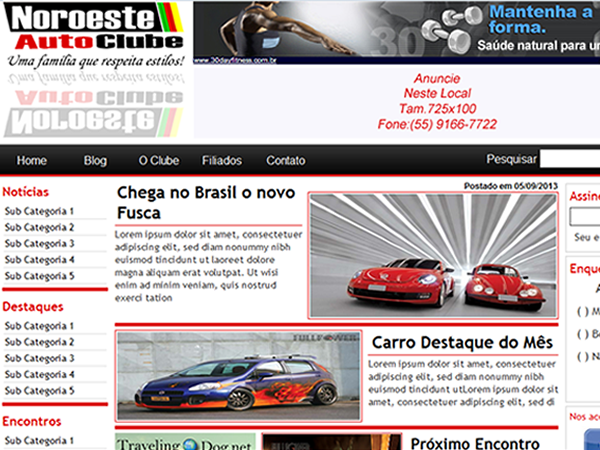 Noroeste
AutoClube
Uma família que respeita estilos!
Mantenha a
forma.
30
Saúde natural para un
www.30dayfitness.com.br
Anuncie
Neste Local
Tam.725x100
Fone:(55) 9166-7722
Home Blog O Clube Filiados Contato Pesquisar
Notícias
Sub Categoria 1
Sub Categoria 2
Sub Categoria 3
Sub Categoria 4
Sub Categoria 5
Destaques
Sub Categoria 1
Sub Categoria 2
Sub Categoria 3
Sub Categoria 4
Sub Categoria 5
Encontros
Sub Categoria 1
Postado em 05/09/2013
Chega no Brasil o novo
Fusca
Lorem ipsum dolor sit amet, consectetuer
adipiscing elit, sed diam nonummy nibh
euismod tincidunt ut laoreet dolore
magna aliquam erat volutpat. Ut wisi
enim ad minim veniam, quis nostrud
exerci tation
FULLPOWER
Carro Destaque do Mês
Lorem ipsum dolor sit amet, consectetuer
adipiscing elit, sed diam nonummy nibh
euismod tincidunt utLorem ipsum dolor sit
amet, consectetuer adipiscing elit, sed di
Traveling Dog.net
Próximo Encontro
Assine
Seu e
Enque
A
( ) M
( ) B
( ) N
Nos ac